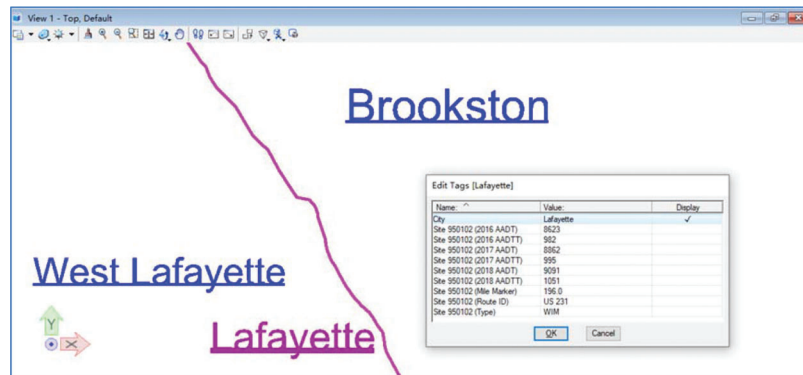 View 1 - Top, Default
Brookston
West Lafayette
Lafayette
Y
X
Edit Tags [Lafayette]
Name: Value: Display
City Lafayette ✓
Site 950102 (2016 AADT) 8623
Site 950102 (2016 AADTT) 982
Site 950102 (2017 AADT) 8862
Site 950102 (2017 AADTT) 995
Site 950102 (2018 AADT) 9091
Site 950102 (2018 AADTT) 1051
Site 950102 (Mile Marker) 196.0
Site 950102 (Route ID) US 231
Site 950102 (Type) WIM
OK Cancel